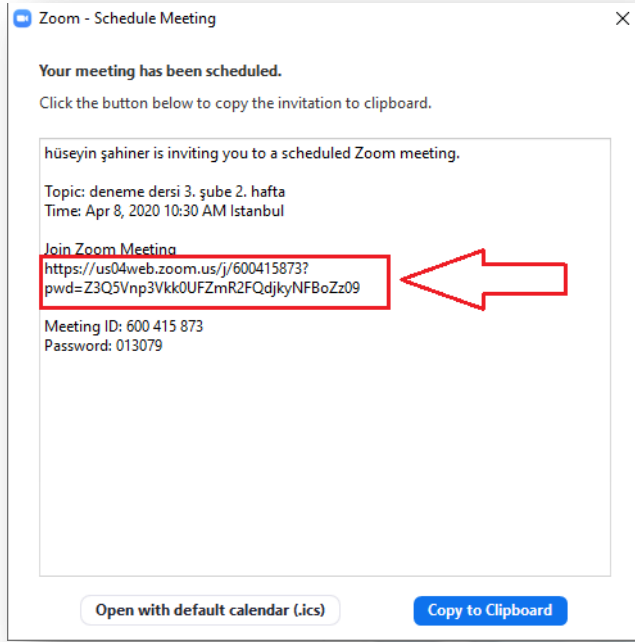 Zoom - Schedule Meeting
Your meeting has been scheduled.
Click the button below to copy the invitation to clipboard.
hüseyin şahiner is inviting you to a scheduled Zoom meeting.
Topic: deneme dersi 3. şube 2. hafta
Time: Apr 8, 2020 10:30 AM Istanbul
Join Zoom Meeting
https://us04web.zoom.us/j/600415873?
pwd=Z3Q5Vnp3Vkk0UFZmR2FQdjkyNFBoZz09
Meeting ID: 600 415 873
Password: 013079
Open with default calendar (.ics)
Copy to Clipboard